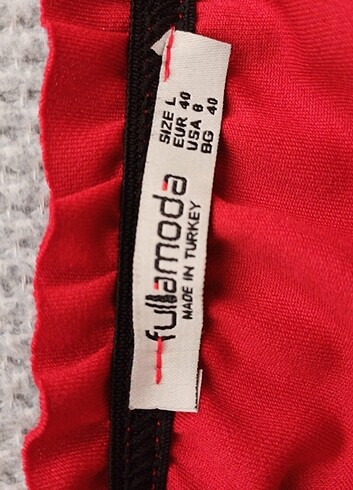 SIZE L
EUR 40
USA 8
BG 40
fullamoda
MADE IN TURKEY